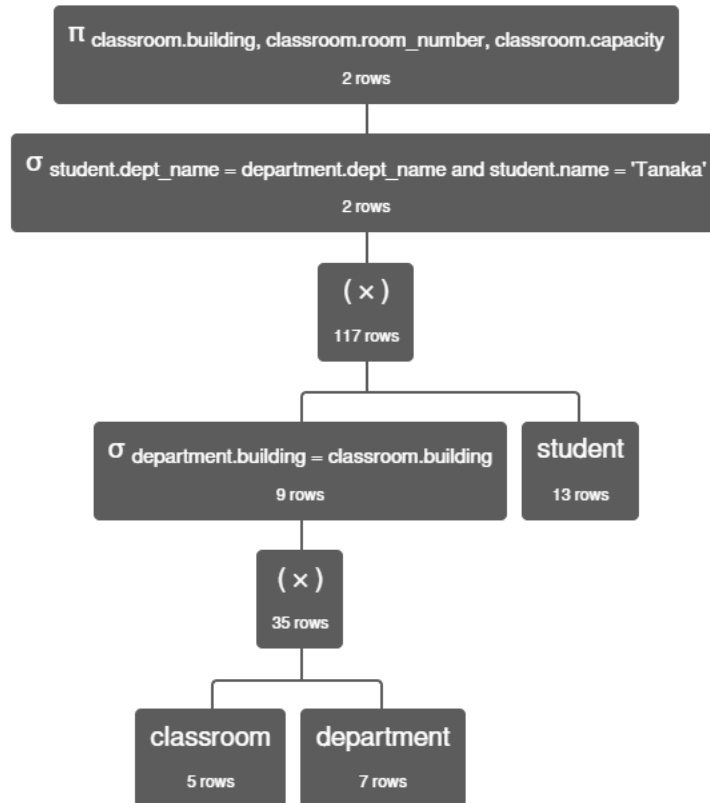 π classroom.building, classroom.room_number, classroom.capacity
2 rows
σ student.dept_name = department.dept_name and student.name = 'Tanaka'
2 rows
(×)
117 rows
σ department.building = classroom.building
9 rows
student
13 rows
(×)
35 rows
classroom
5 rows
department
7 rows